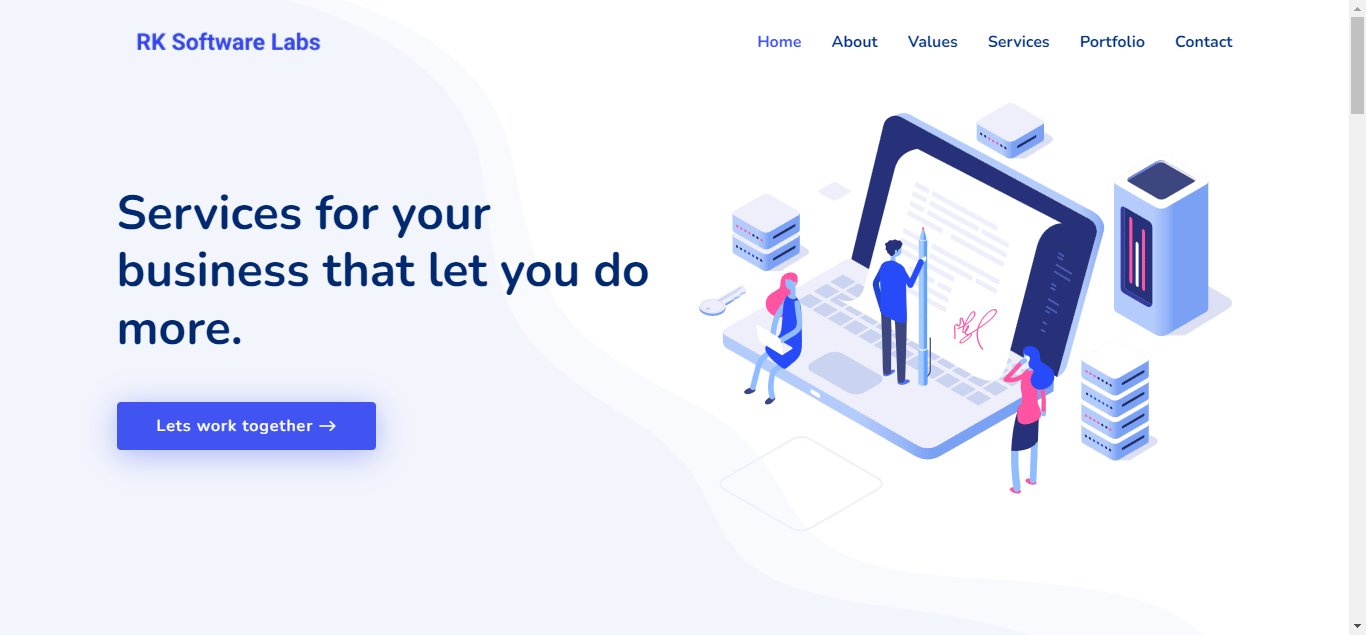 RK Software Labs
Home About Values Services Portfolio Contact
Services for your
business that let you do
more.
Lets work together →